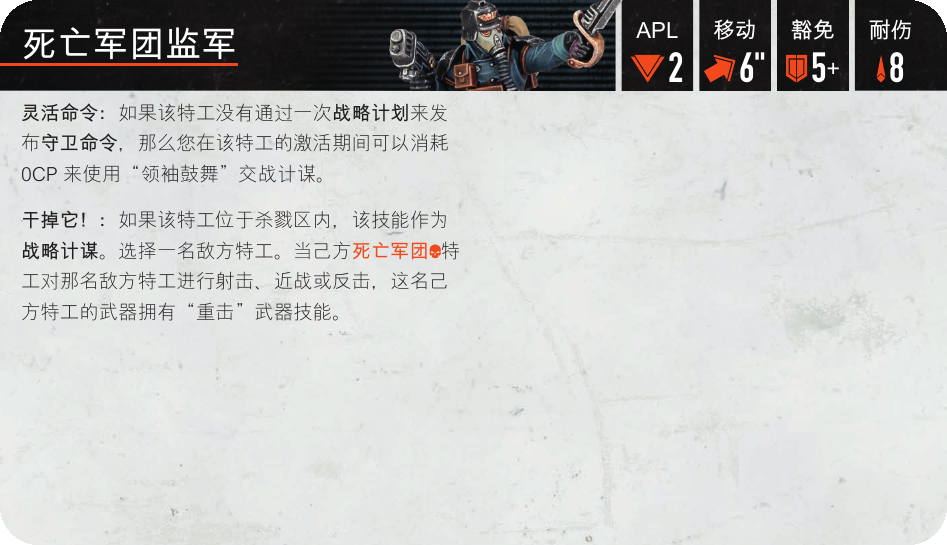 死亡军团监军
APL 移动 豁免 耐伤
2 6" 5+ 8
灵活命令：如果该特工没有通过一次战略计划来发
布守卫命令，那么您在该特工的激活期间可以消耗
0CP 来使用“领袖鼓舞”交战计谋。
干掉它！：如果该特工位于杀戮区内，该技能作为
战略计谋。选择一名敌方特工。当己方死亡军团特
工对那名敌方特工进行射击、近战或反击，这名己
方特工的武器拥有“重击”武器技能。